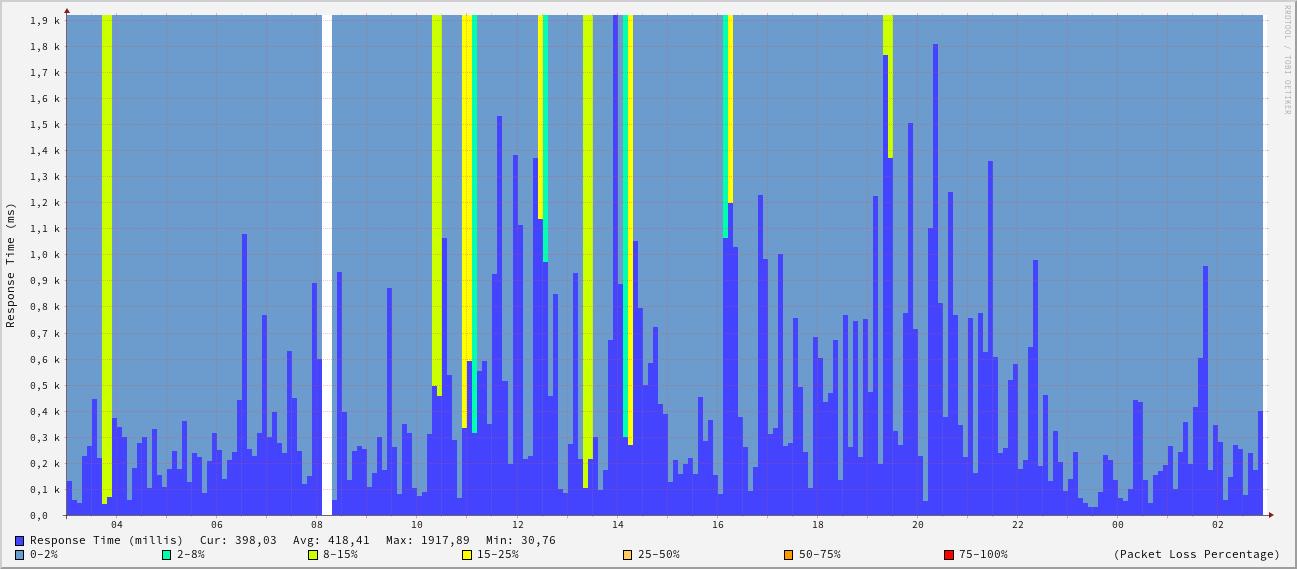 RRDTOOL / TOBI OETIKER
Response Time (ms)
1,9 k
1,8 k
1,7 k
1,6 k
1,5 k
1,4 k
1,3 k
1,2 k
1,1 k
1,0 k
0,9 k
0,8 k
0,7 k
0,6 k
0,5 k
0,4 k
0,3 k
0,2 k
0,1 k
0,0
04 06 08 10 12 14 16 18 20 22 00 02
Response Time (millis) Cur: 398,03 Avg: 418,41 Max: 1917,89 Min: 30,76
0-2% 2-8% 8-15% 15-25% 25-50% 50-75% 75-100% (Packet Loss Percentage)